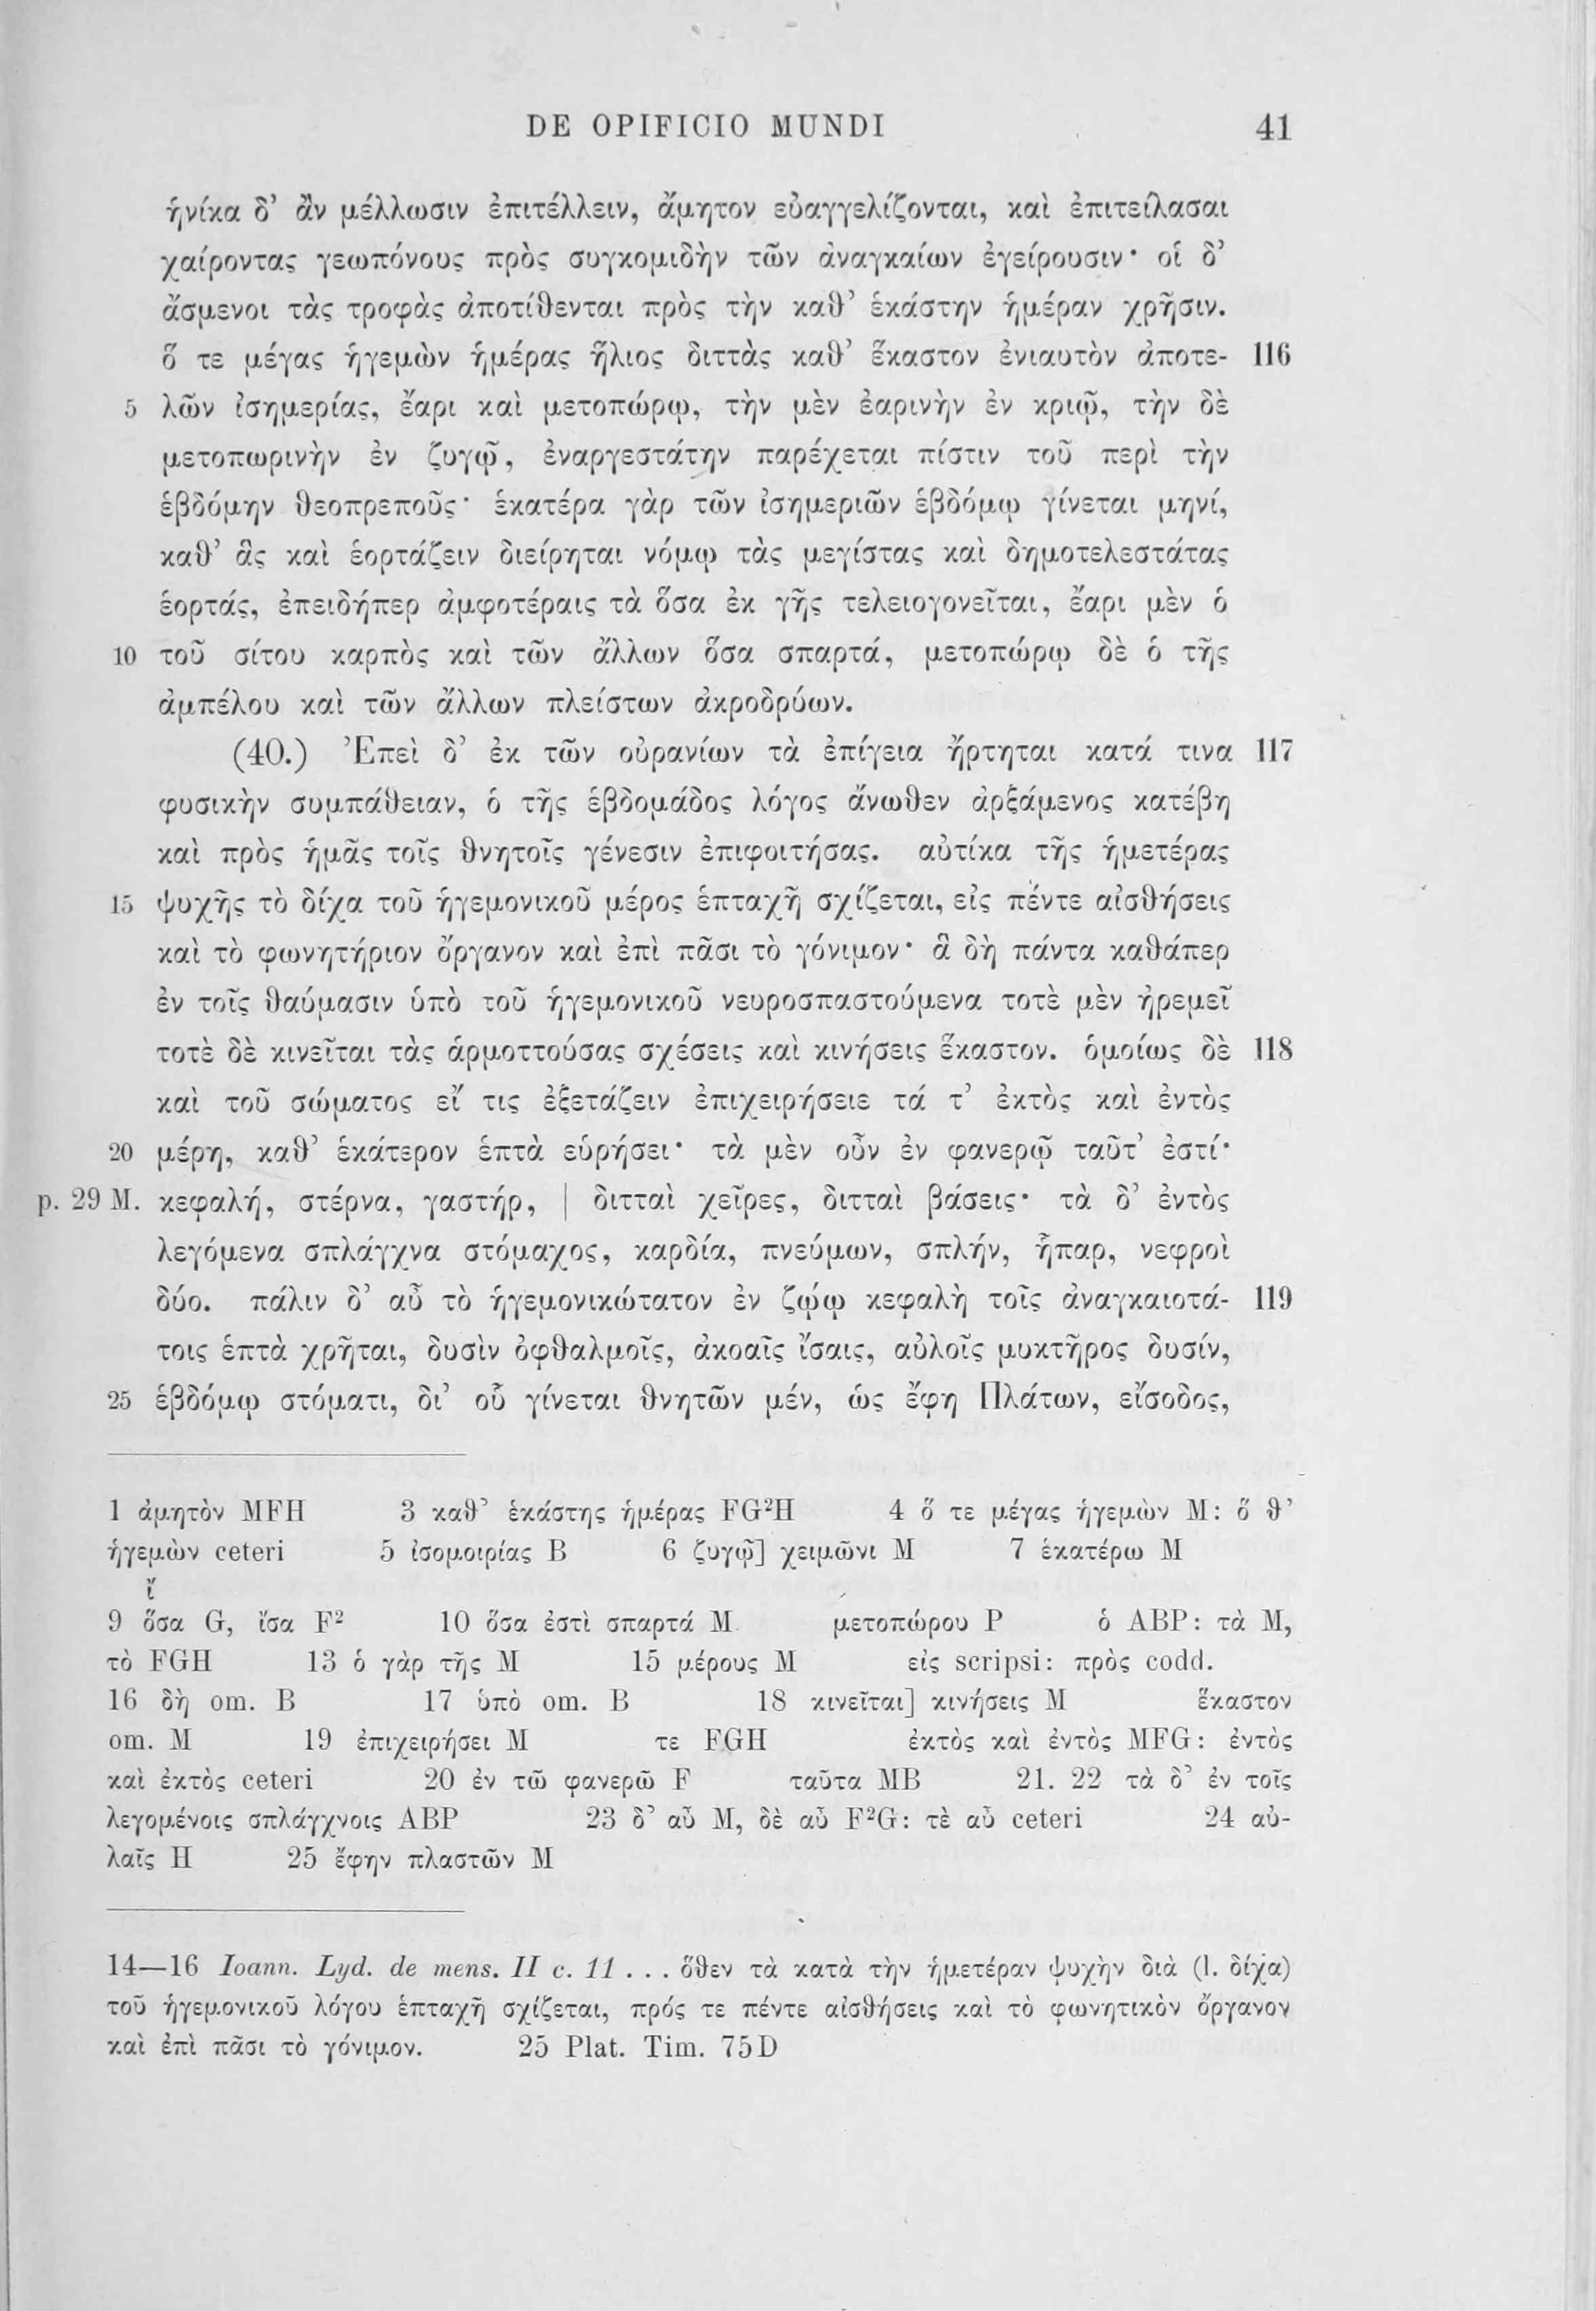 DE OPIFICIO MUNDI 41
ἡνίκα δ’ ἂν μέλλωσιν ἐπιτέλλειν, ἄμητον εὐαγγελίζονται, καὶ ἐπιτείλασαι
χαίροντας γεωπόνους πρὸς συγκομιδὴν τῶν ἀναγκαίων ἐγείρουσιν· οἱ δ’
ἄσμενοι τὰς τροφὰς ἀποτίθενται πρὸς τὴν καθ’ ἑκάστην ἡμέραν χρῆσιν.
ὅ τε μέγας ἡγεμὼν ἡμέρας ἥλιος διττὰς καθ’ ἕκαστον ἐνιαυτὸν ἀποτε- 116
5 λῶν ἰσημερίας, ἔαρι καὶ μετοπώρῳ, τὴν μὲν ἐαρινὴν ἐν κριῷ, τὴν δὲ
μετοπωρινὴν ἐν ζυγῷ, ἐναργεστάτην παρέχεται πίστιν τοῦ περὶ τὴν
ἑβδόμην θεοπρεποῦς· ἑκατέρα γὰρ τῶν ἰσημεριῶν ἑβδόμῳ γίνεται μηνί,
καθ’ ἃς καὶ ἑορτάζειν διείρηται νόμῳ τὰς μεγίστας καὶ δημοτελεστάτας
ἑορτάς, ἐπειδήπερ ἀμφοτέραις τὰ ὅσα ἐκ γῆς τελειογονεῖται, ἔαρι μὲν ὁ
10 τοῦ σίτου καρπὸς καὶ τῶν ἄλλων ὅσα σπαρτά, μετοπώρῳ δὲ ὁ τῆς
ἀμπέλου καὶ τῶν ἄλλων πλείστων ἀκροδρύων.
(40.) Ἐπεὶ δ’ ἐκ τῶν οὐρανίων τὰ ἐπίγεια ἤρτηται κατά τινα 117
φυσικὴν συμπάθειαν, ὁ τῆς ἑβδομάδος λόγος ἄνωθεν ἀρξάμενος κατέβη
καὶ πρὸς ἡμᾶς τοῖς θνητοῖς γένεσιν ἐπιφοιτήσας. αὐτίκα τῆς ἡμετέρας
15 ψυχῆς τὸ δίχα τοῦ ἡγεμονικοῦ μέρος ἑπταχῆ σχίζεται, εἰς πέντε αἰσθήσεις
καὶ τὸ φωνητήριον ὄργανον καὶ ἐπὶ πᾶσι τὸ γόνιμον· ἃ δὴ πάντα καθάπερ
ἐν τοῖς θαύμασιν ὑπὸ τοῦ ἡγεμονικοῦ νευροσπαστούμενα τοτὲ μὲν ἠρεμεῖ
τοτὲ δὲ κινεῖται τὰς ἁρμοττούσας σχέσεις καὶ κινήσεις ἕκαστον. ὁμοίως δὲ 118
καὶ τοῦ σώματος εἴ τις ἐξετάζειν ἐπιχειρήσειε τά τ’ ἐκτὸς καὶ ἐντὸς
20 μέρη, καθ’ ἑκάτερον ἑπτὰ εὑρήσει· τὰ μὲν οὖν ἐν φανερῷ ταῦτ’ ἐστί·
p. 29 M. κεφαλή, στέρνα, γαστήρ, | διτταὶ χεῖρες, διτταὶ βάσεις· τὰ δ’ ἐντὸς
λεγόμενα σπλάγχνα στόμαχος, καρδία, πνεύμων, σπλήν, ἧπαρ, νεφροὶ
δύο. πάλιν δ’ αὖ τὸ ἡγεμονικώτατον ἐν ζῴῳ κεφαλὴ τοῖς ἀναγκαιοτά- 119
τοις ἑπτὰ χρῆται, δυσὶν ὀφθαλμοῖς, ἀκοαῖς ἴσαις, αὐλοῖς μυκτῆρος δυσίν,
25 ἑβδόμῳ στόματι, δι’ οὗ γίνεται θνητῶν μέν, ὡς ἔφη Πλάτων, εἴσοδος,
1 ἀμητὸν MFH 3 καθ’ ἑκάστης ἡμέρας FG²H 4 ὅ τε μέγας ἡγεμὼν M: ὅ θ’
ἡγεμὼν ceteri 5 ἰσομοιρίας B 6 ζυγῷ] χειμῶνι M 7 ἑκατέρω M
ἴ
9 ὅσα G, ἴσα F² 10 ὅσα ἐστὶ σπαρτά M μετοπώρου P ὁ ABP: τὰ M,
τὸ FGH 13 ὁ γὰρ τῆς M 15 μέρους M εἰς scripsi: πρὸς codd.
16 δὴ om. B 17 ὑπὸ om. B 18 κινεῖται] κινήσεις M ἕκαστον
om. M 19 ἐπιχειρήσει M τε FGH ἐκτὸς καὶ ἐντὸς MFG: ἐντὸς
καὶ ἐκτὸς ceteri 20 ἐν τῶ φανερῶ F ταῦτα MB 21. 22 τὰ δ’ ἐν τοῖς
λεγομένοις σπλάγχνοις ABP 23 δ’ αὖ M, δὲ αὖ F²G: τὲ αὖ ceteri 24 αὐ-
λαῖς H 25 ἔφην πλαστῶν M
14—16 Ioann. Lyd. de mens. II c. 11 . . . ὅθεν τὰ κατὰ τὴν ἡμετέραν ψυχὴν διὰ (l. δίχα)
τοῦ ἡγεμονικοῦ λόγου ἑπταχῆ σχίζεται, πρός τε πέντε αἰσθήσεις καὶ τὸ φωνητικὸν ὄργανον
καὶ ἐπὶ πᾶσι τὸ γόνιμον. 25 Plat. Tim. 75D